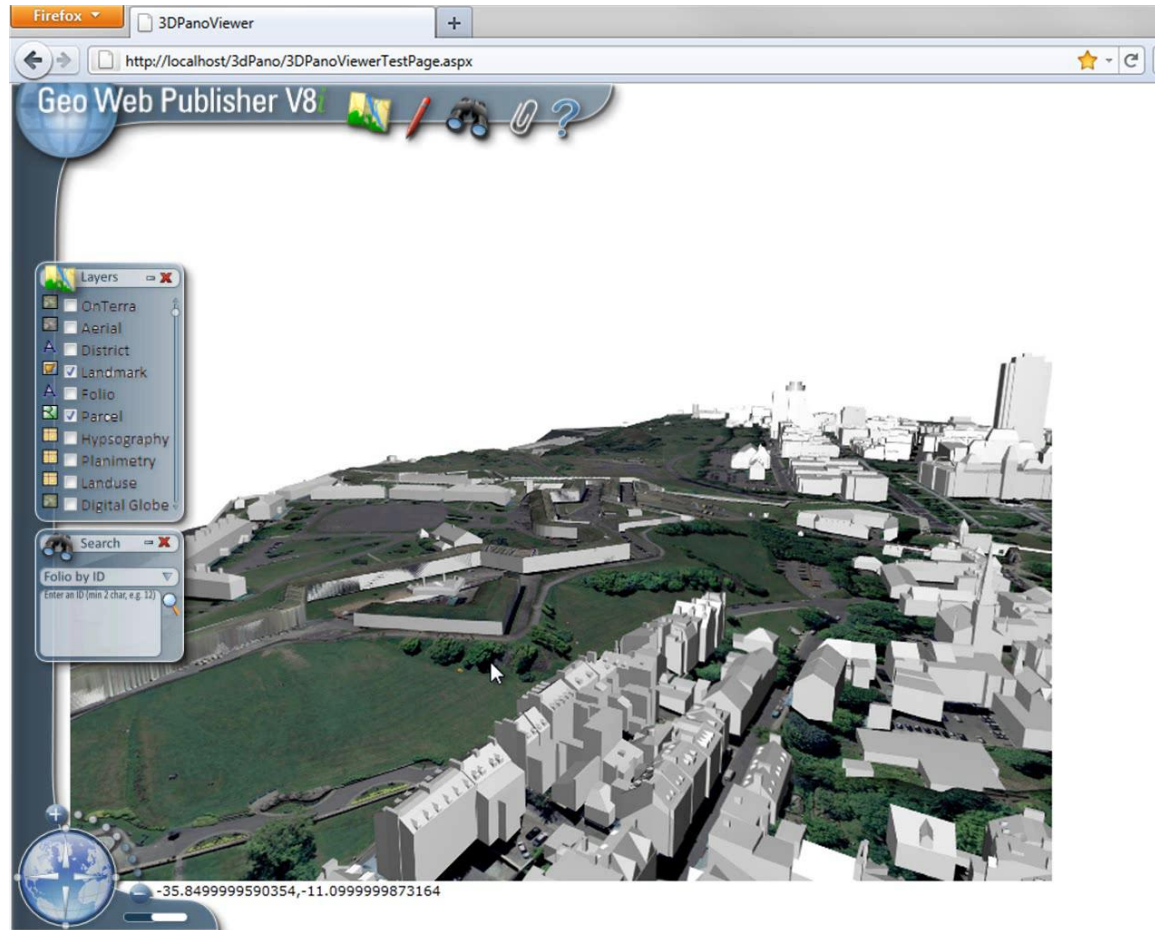 Firefox
3DPanoViewer
http://localhost/3dPano/3DPanoViewerTestPage.aspx
Geo Web Publisher V8i
Layers
OnTerra
Aerial
District
Landmark
Folio
Parcel
Hypsography
Planimetry
Landuse
Digital Globe
Search
Folio by ID
Enter an ID (min 2 char, e.g. 12)
-35.8499999590354,-11.0999999873164